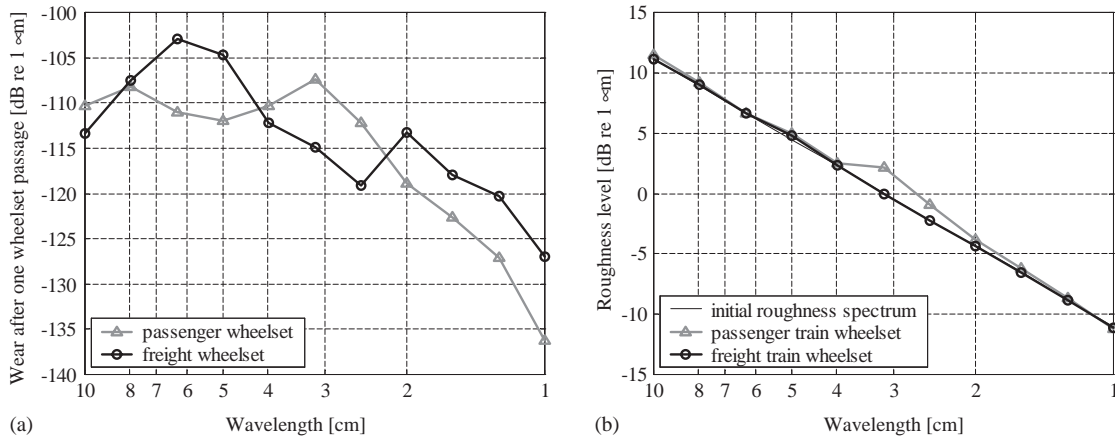 Wear after one wheelset passage [dB re 1 ∝m]
-100
-105
-110
-115
-120
-125
-130
-135
-140
passenger wheelset
freight wheelset
10 8 7 6 5 4 3 2 1
Wavelength [cm]
(a)
Roughness level [dB re 1 ∝m]
15
10
5
0
-5
-10
-15
initial roughness spectrum
passenger train wheelset
freight train wheelset
10 8 7 6 5 4 3 2 1
Wavelength [cm]
(b)